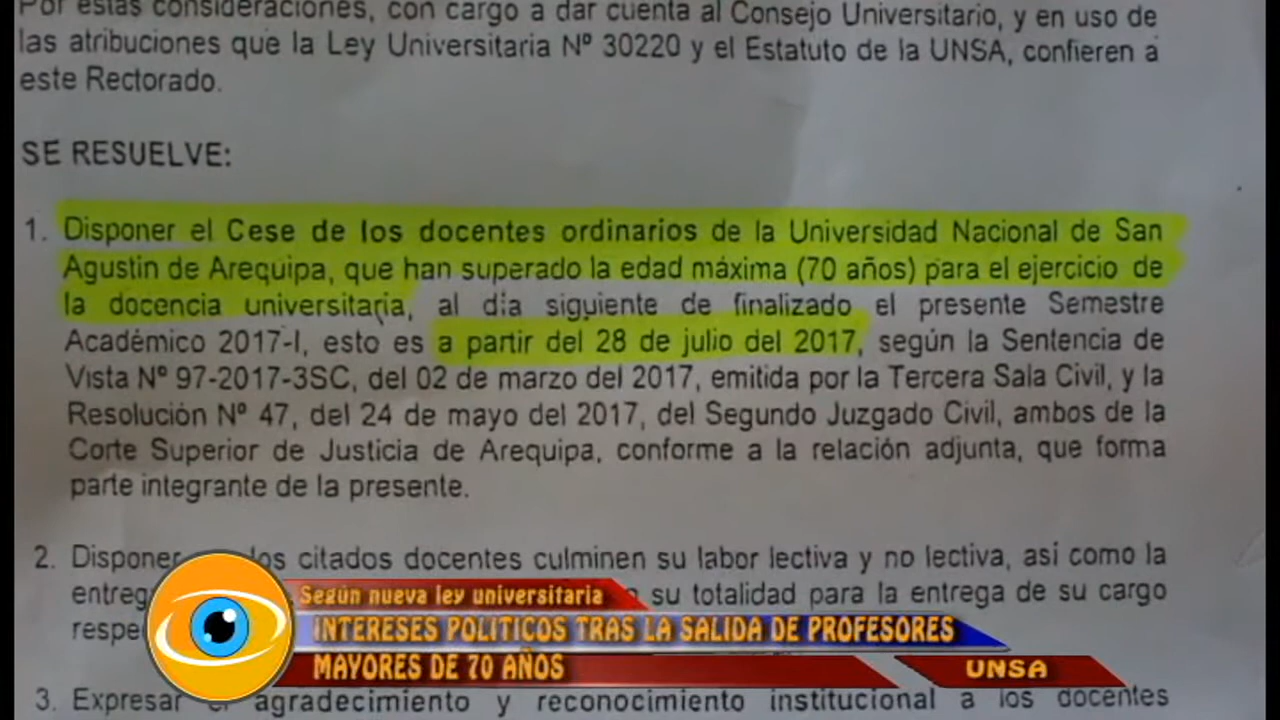 Por estas consideraciones, con cargo a dar cuenta al Consejo Universitario, y en uso de
las atribuciones que la Ley Universitaria Nº 30220 y el Estatuto de la UNSA, confieren a
este Rectorado.
SE RESUELVE:
1. Disponer el Cese de los docentes ordinarios de la Universidad Nacional de San
Agustin de Arequipa, que han superado la edad máxima (70 años) para el ejercicio de
la docencia universitaria, al día siguiente de finalizado el presente Semestre
Académico 2017-I, esto es a partir del 28 de julio del 2017, según la Sentencia de
Vista Nº 97-2017-3SC, del 02 de marzo del 2017, emitida por la Tercera Sala Civil, y la
Resolución Nº 47, del 24 de mayo del 2017, del Segundo Juzgado Civil, ambos de la
Corte Superior de Justicia de Arequipa, conforme a la relación adjunta, que forma
parte integrante de la presente.
2. Disponer los citados docentes culminen su labor lectiva y no lectiva, así como la
su totalidad para la entrega de su cargo
Según nueva ley universitaria
INTERESES POLITICOS TRAS LA SALIDA DE PROFESORES
MAYORES DE 70 AÑOS
UNSA
3. Expresar el agradecimiento y reconocimiento institucional a los docentes